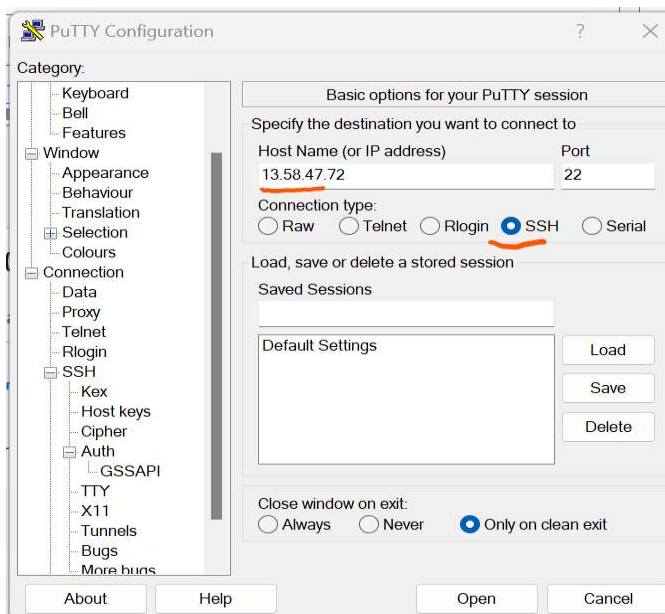 PuTTY Configuration
?
Category:
Keyboard
Bell
Features
Window
Appearance
Behaviour
Translation
Selection
Colours
Connection
Data
Proxy
Telnet
Rlogin
SSH
Kex
Host keys
Cipher
Auth
GSSAPI
TTY
X11
Tunnels
Bugs
More bugs
Basic options for your PuTTY session
Specify the destination you want to connect to
Host Name (or IP address) Port
13.58.47.72 22
Connection type:
Raw Telnet Rlogin SSH Serial
Load, save or delete a stored session
Saved Sessions
Default Settings
Load
Save
Delete
Close window on exit:
Always Never Only on clean exit
About Help Open Cancel